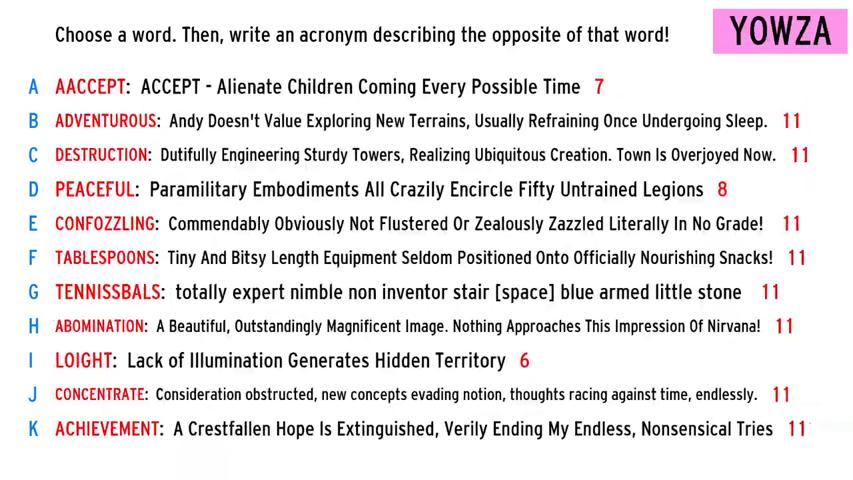 Choose a word. Then, write an acronym describing the opposite of that word!
YOWZA
A AACCEPT: ACCEPT - Alienate Children Coming Every Possible Time 7
B ADVENTUROUS: Andy Doesn't Value Exploring New Terrains, Usually Refraining Once Undergoing Sleep. 11
C DESTRUCTION: Dutifully Engineering Sturdy Towers, Realizing Ubiquitous Creation. Town Is Overjoyed Now. 11
D PEACEFUL: Paramilitary Embodiments All Crazily Encircle Fifty Untrained Legions 8
E CONFOZZLING: Commendably Obviously Not Flustered Or Zealously Zazzled Literally In No Grade! 11
F TABLESPOONS: Tiny And Bitsy Length Equipment Seldom Positioned Onto Officially Nourishing Snacks! 11
G TENNISSBALS: totally expert nimble non inventor stair [space] blue armed little stone 11
H ABOMINATION: A Beautiful, Outstandingly Magnificent Image. Nothing Approaches This Impression Of Nirvana! 11
I LOIGHT: Lack of Illumination Generates Hidden Territory 6
J CONCENTRATE: Consideration obstructed, new concepts evading notion, thoughts racing against time, endlessly. 11
K ACHIEVEMENT: A Crestfallen Hope Is Extinguished, Verily Ending My Endless, Nonsensical Tries 11